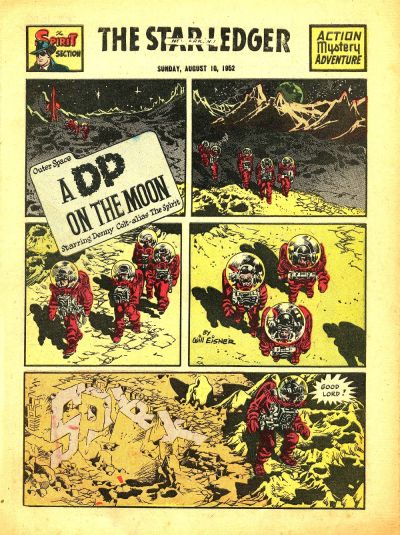 The
SPIRIT
SECTION
THE STAR LEDGER
SUNDAY, AUGUST 10, 1952
ACTION
Mystery
ADVENTURE
Outer Space
A DP
ON THE MOON
Starring Denny Colt-alias The Spirit
BY
Will EISNER
SPIRIT
GOOD
LORD!